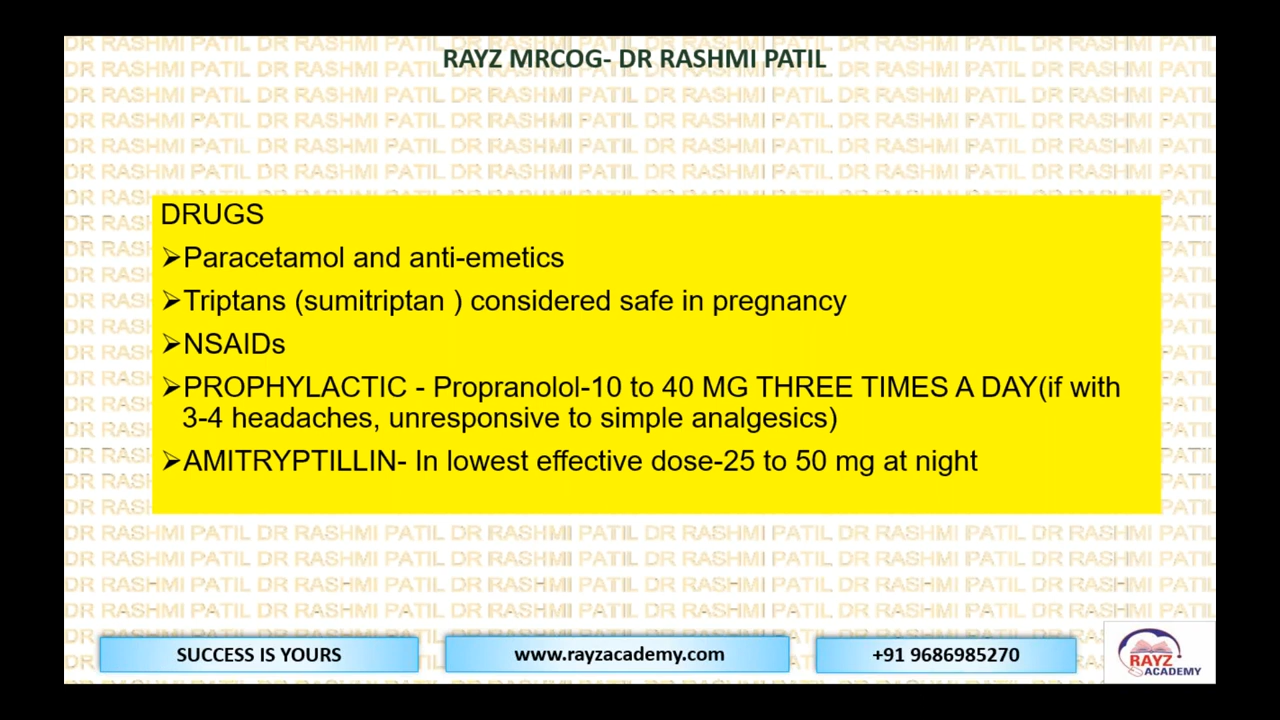 RAYZ MRCOG- DR RASHMI PATIL
DRUGS
➢Paracetamol and anti-emetics
➢Triptans (sumitriptan ) considered safe in pregnancy
➢NSAIDs
➢PROPHYLACTIC - Propranolol-10 to 40 MG THREE TIMES A DAY(if with
3-4 headaches, unresponsive to simple analgesics)
➢AMITRYPTILLIN- In lowest effective dose-25 to 50 mg at night
SUCCESS IS YOURS
www.rayzacademy.com
+91 9686985270
RAYZ
ACADEMY